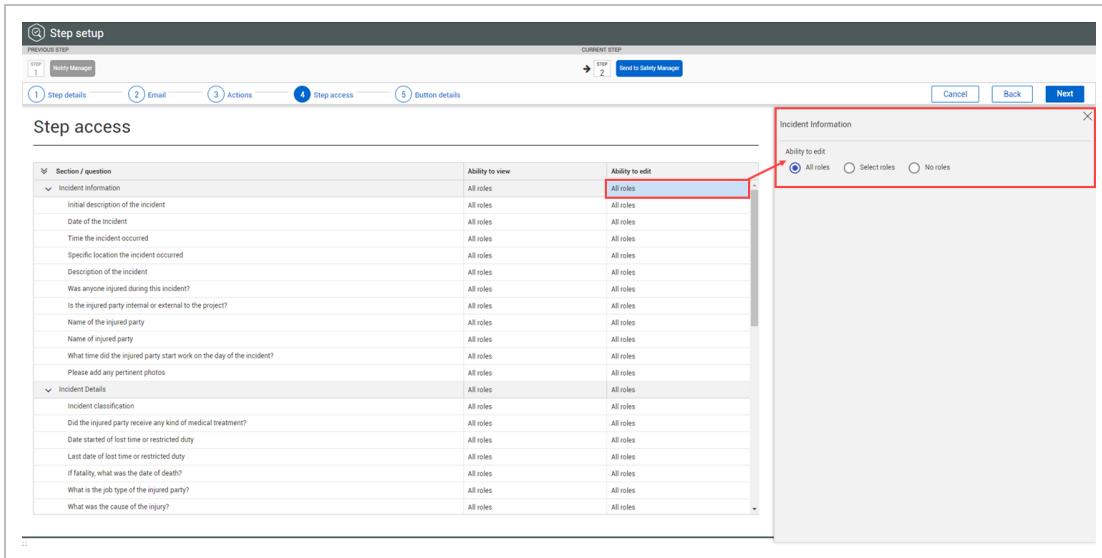 Step setup
PREVIOUS STEP
CURRENT STEP
STEP 1 Notify Manager
STEP 2 Send to Safety Manager
1 Step details 2 Email 3 Actions 4 Step access 5 Button details
Cancel Back Next
Step access
Section / question Ability to view Ability to edit
Incident Information All roles All roles
Initial description of the incident All roles All roles
Date of the Incident All roles All roles
Time the incident occurred All roles All roles
Specific location the incident occurred All roles All roles
Description of the incident All roles All roles
Was anyone injured during this incident? All roles All roles
Is the injured party internal or external to the project? All roles All roles
Name of the injured party All roles All roles
Name of injured party All roles All roles
What time did the injured party start work on the day of the incident? All roles All roles
Please add any pertinent photos All roles All roles
Incident Details All roles All roles
Incident classification All roles All roles
Did the injured party receive any kind of medical treatment? All roles All roles
Date started of lost time or restricted duty All roles All roles
Last date of lost time or restricted duty All roles All roles
If fatality, what was the date of death? All roles All roles
What is the job type of the injured party? All roles All roles
What was the cause of the injury? All roles All roles
Incident Information
Ability to edit
All roles Select roles No roles